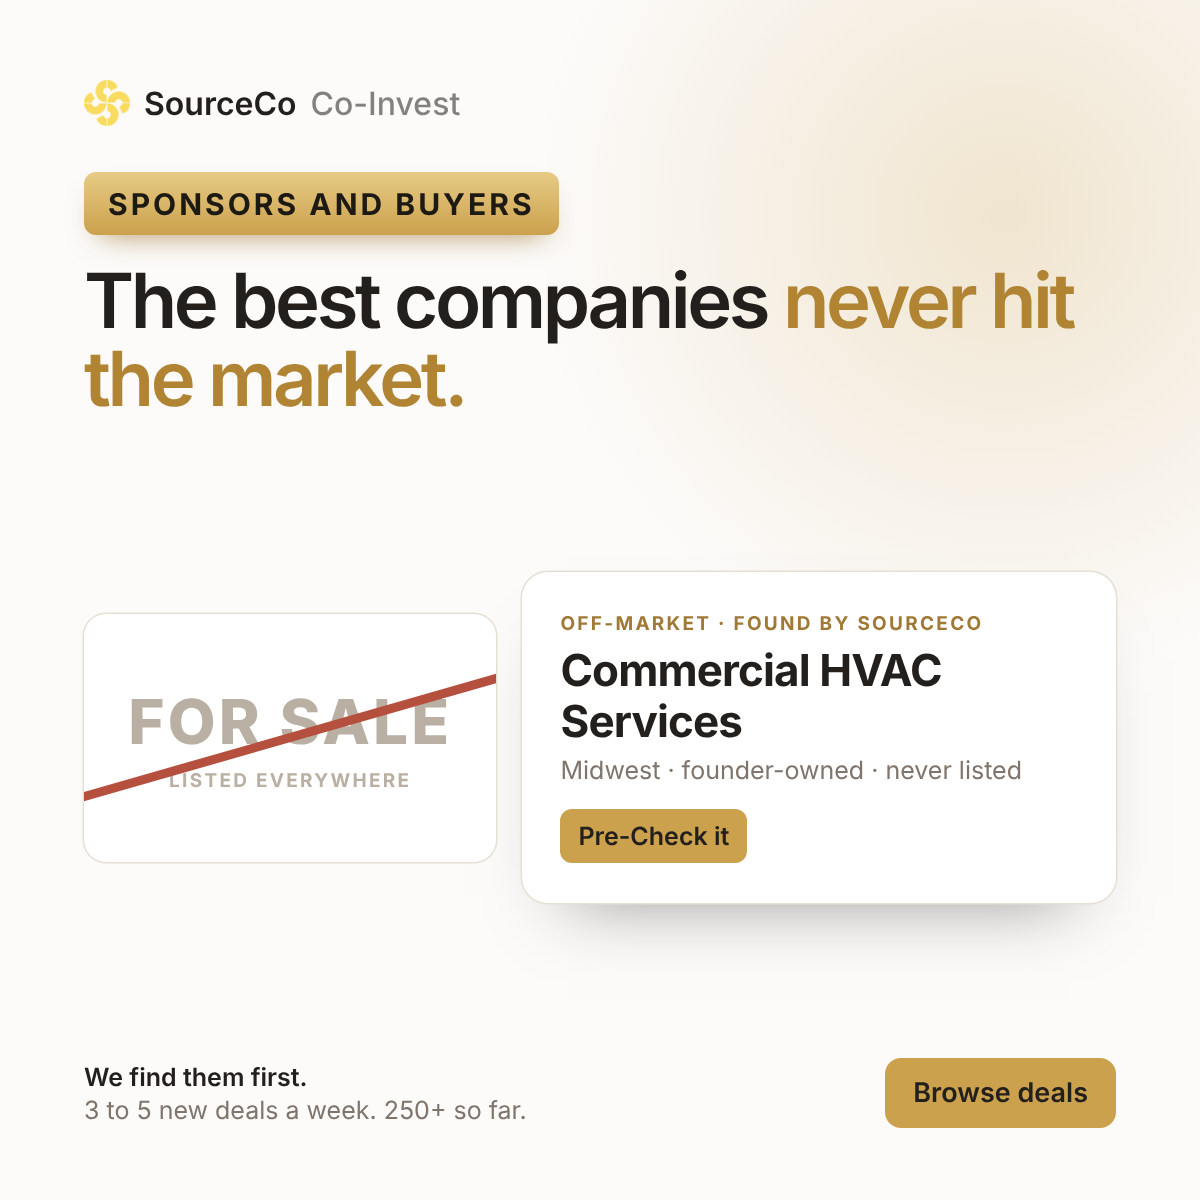 SourceCo Co-Invest
SPONSORS AND BUYERS
The best companies never hit
the market.
FOR SALE
LISTED EVERYWHERE
OFF-MARKET · FOUND BY SOURCECO
Commercial HVAC
Services
Midwest · founder-owned · never listed
Pre-Check it
We find them first.
3 to 5 new deals a week. 250+ so far.
Browse deals